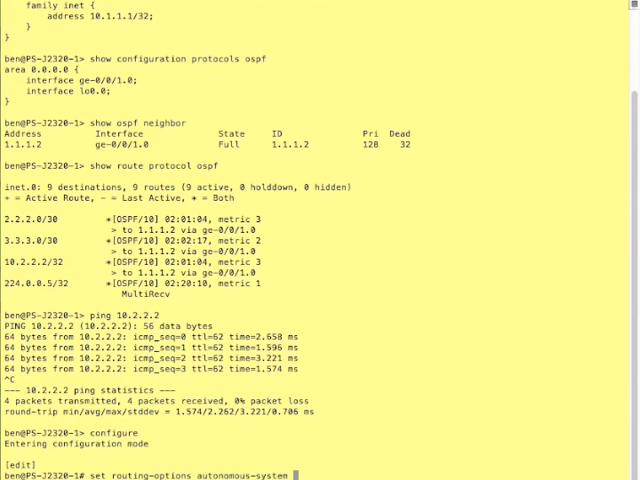 family inet {
address 10.1.1.1/32;
}
}
ben@PS-J2320-1> show configuration protocols ospf
area 0.0.0.0 {
interface ge-0/0/1.0;
interface lo0.0;
}
ben@PS-J2320-1> show ospf neighbor
Address Interface State ID Pri Dead
1.1.1.2 ge-0/0/1.0 Full 1.1.1.2 128 32
ben@PS-J2320-1> show route protocol ospf
inet.0: 9 destinations, 9 routes (9 active, 0 holddown, 0 hidden)
+ = Active Route, - = Last Active, * = Both
2.2.2.0/30 *[OSPF/10] 02:01:04, metric 3
> to 1.1.1.2 via ge-0/0/1.0
3.3.3.0/30 *[OSPF/10] 02:02:17, metric 2
> to 1.1.1.2 via ge-0/0/1.0
10.2.2.2/32 *[OSPF/10] 02:01:04, metric 3
> to 1.1.1.2 via ge-0/0/1.0
224.0.0.5/32 *[OSPF/10] 02:20:10, metric 1
MultiRecv
ben@PS-J2320-1> ping 10.2.2.2
PING 10.2.2.2 (10.2.2.2): 56 data bytes
64 bytes from 10.2.2.2: icmp_seq=0 ttl=62 time=2.658 ms
64 bytes from 10.2.2.2: icmp_seq=1 ttl=62 time=1.596 ms
64 bytes from 10.2.2.2: icmp_seq=2 ttl=62 time=3.221 ms
64 bytes from 10.2.2.2: icmp_seq=3 ttl=62 time=1.574 ms
^C
--- 10.2.2.2 ping statistics ---
4 packets transmitted, 4 packets received, 0% packet loss
round-trip min/avg/max/stddev = 1.574/2.262/3.221/0.706 ms
ben@PS-J2320-1> configure
Entering configuration mode
[edit]
ben@PS-J2320-1# set routing-options autonomous-system